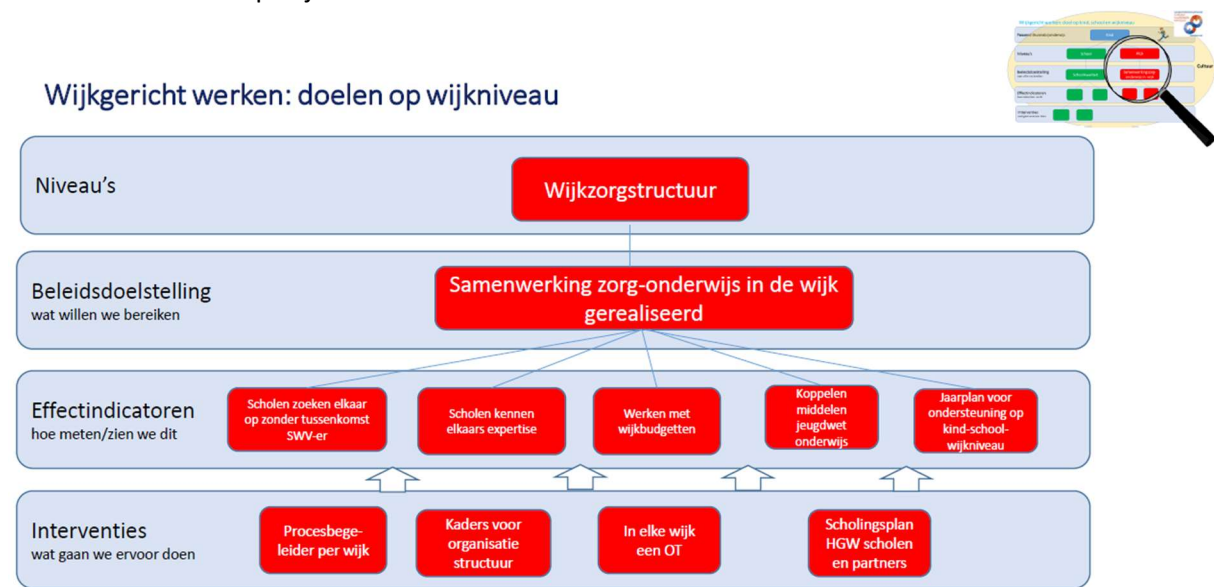 Wijkgericht werken: doelen op wijkniveau
Cultuur
Niveau's
Wijkzorgstructuur
Beleidsdoelstelling
wat willen we bereiken
Samenwerking zorg-onderwijs in de wijk
gerealiseerd
Effectindicatoren
hoe meten/zien we dit
Scholen zoeken elkaar
op zonder tussenkomst
SWV-er
Scholen kennen
elkaars expertise
Werken met
wijkbudgetten
Koppelen
middelen
jeugdwet
onderwijs
Jaarplan voor
ondersteuning op
kind-school-
wijkniveau
Interventies
wat gaan we ervoor doen
Procesbege-
leider per wijk
Kaders voor
organisatie
structuur
In elke wijk
een OT
Scholingsplan
HGW scholen
en partners